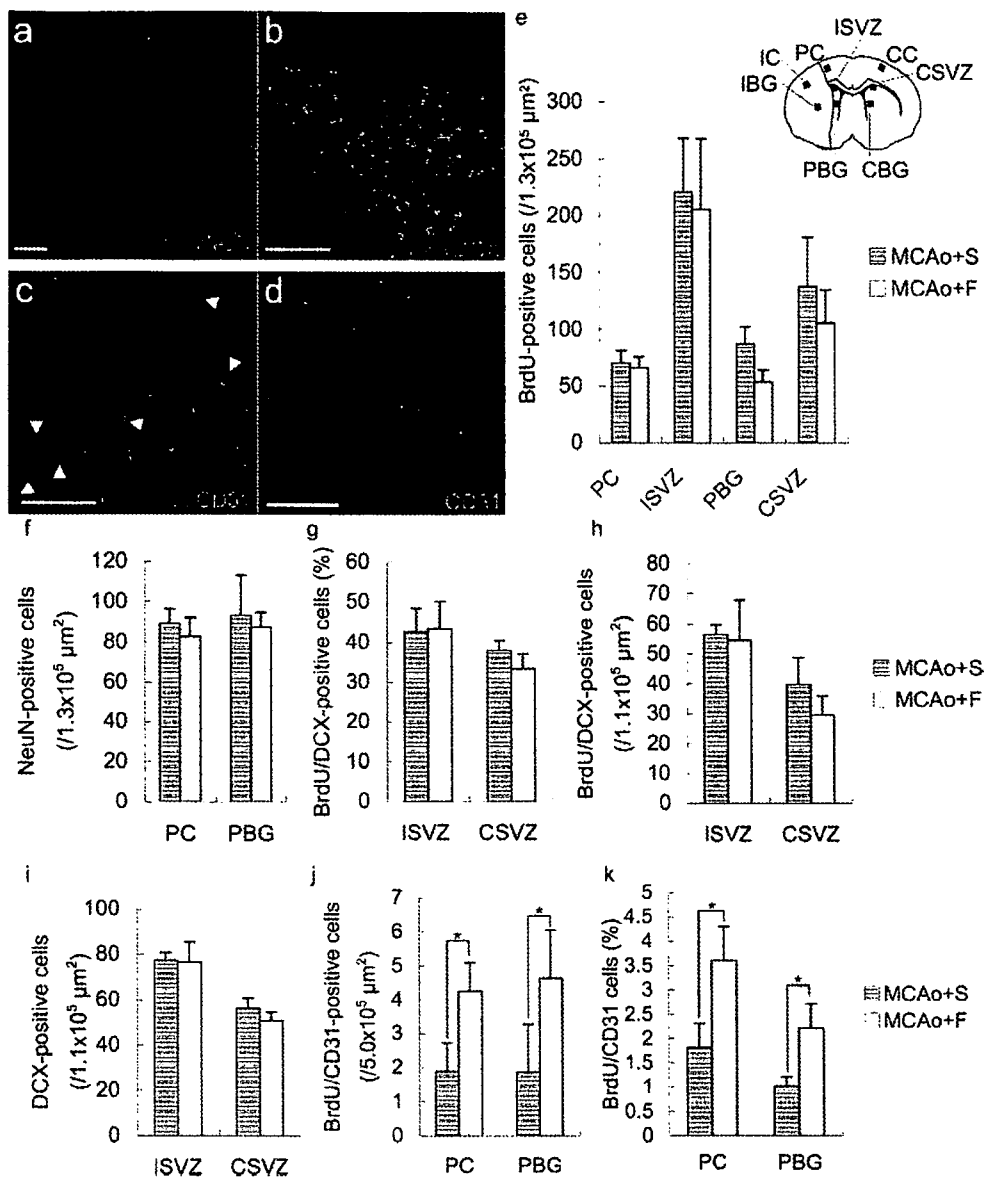 a
b
c
CD31
d
CD31
e
BrdU-positive cells (/1.3x10⁵ µm²)
300
250
200
150
100
50
0
PC
ISVZ
PBG
CSVZ
ISVZ
PC
CC
IC
CSVZ
IBG
PBG
CBG
MCAo+S
MCAo+F
f
NeuN-positive cells
(/1.3x10⁵ µm²)
120
100
80
60
40
20
0
PC
PBG
g
BrdU/DCX-positive cells (%)
60
50
40
30
20
10
0
ISVZ
CSVZ
h
BrdU/DCX-positive cells
(/1.1x10⁵ µm²)
80
70
60
50
40
30
20
10
0
ISVZ
CSVZ
MCAo+S
MCAo+F
i
DCX-positive cells
(/1.1x10⁵ µm²)
100
80
60
40
20
0
ISVZ
CSVZ
j
BrdU/CD31-positive cells
(/5.0x10⁵ µm²)
7
6
5
4
3
2
1
0
*
*
PC
PBG
k
BrdU/CD31 cells (%)
5
4.5
4
3.5
3
2.5
2
1.5
1
0.5
0
*
*
PC
PBG
MCAo+S
MCAo+F